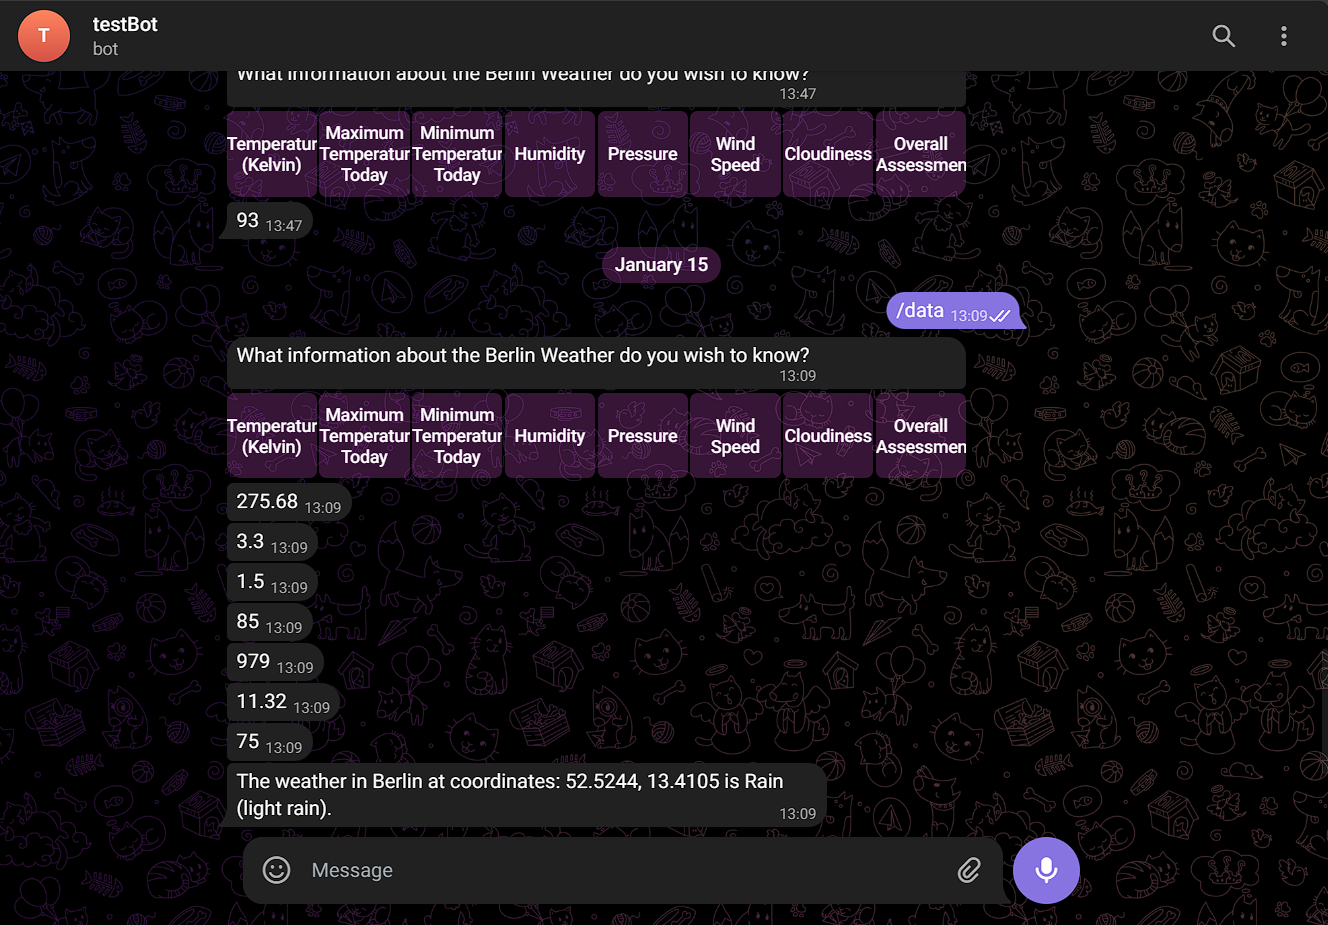 T
testBot
bot
What information about the Berlin Weather do you wish to know?
13:47
Temperatur
(Kelvin)
Maximum
Temperatur
Today
Minimum
Temperatur
Today
Humidity
Pressure
Wind
Speed
Cloudiness
Overall
Assessmen
93 13:47
January 15
/data 13:09
What information about the Berlin Weather do you wish to know?
13:09
Temperatur
(Kelvin)
Maximum
Temperatur
Today
Minimum
Temperatur
Today
Humidity
Pressure
Wind
Speed
Cloudiness
Overall
Assessmen
275.68 13:09
3.3 13:09
1.5 13:09
85 13:09
979 13:09
11.32 13:09
75 13:09
The weather in Berlin at coordinates: 52.5244, 13.4105 is Rain
(light rain).
13:09
Message